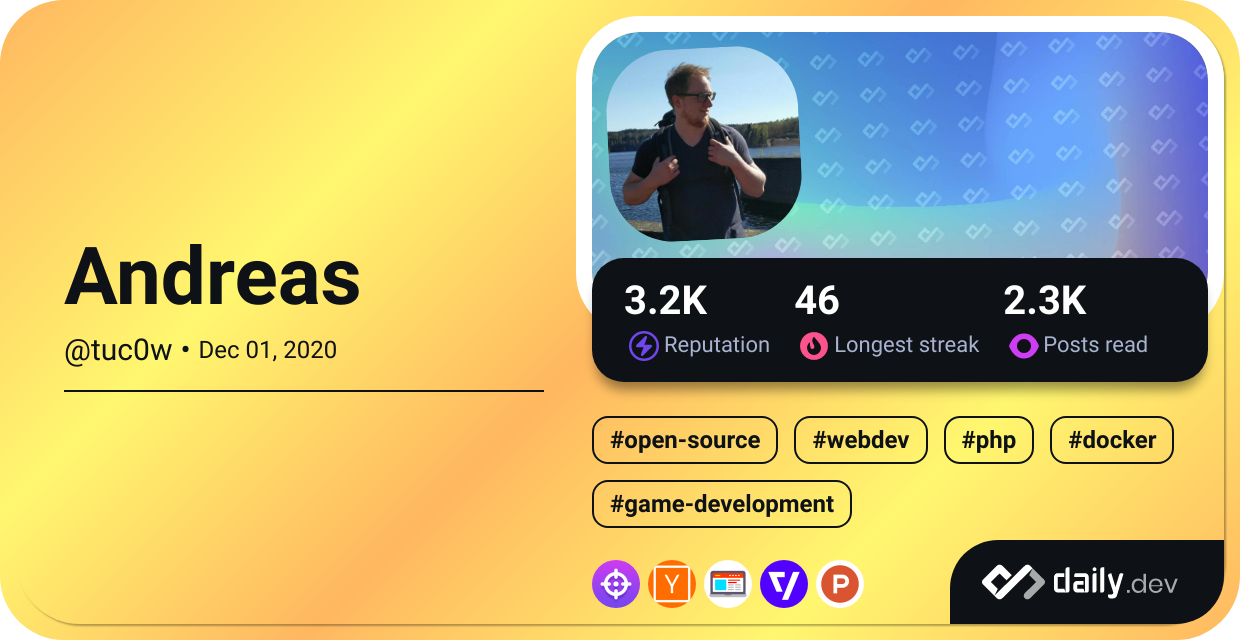 Andreas
@tuc0w • Dec 01, 2020
3.2K
Reputation
46
Longest streak
2.3K
Posts read
#open-source
#webdev
#php
#docker
#game-development
Y
P
daily.dev